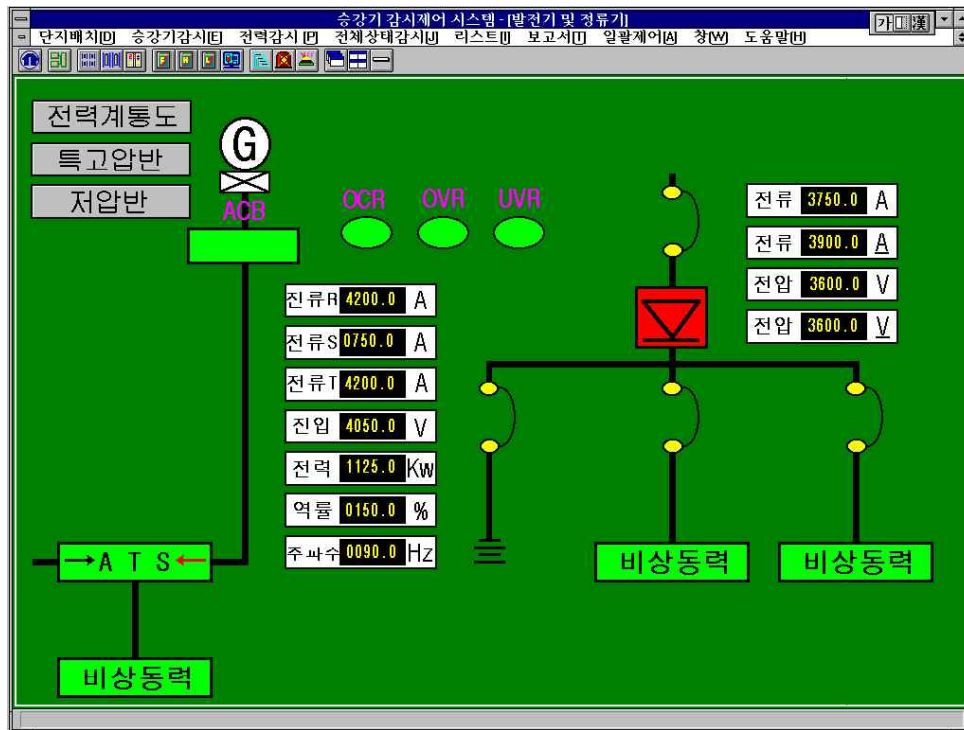 승강기 감시제어 시스템 - [발전기 및 정류기]
가 漢
단지배치[D] 승강기감시[E] 전력감시 [P] 전체상태감시[J] 리스트[I] 보고서[T] 일괄제어[A] 창[W] 도움말[H]
전력계통도
특고압반
저압반
G
ACB
OCR OVR UVR
전류R 4200.0 A
전류S 0750.0 A
전류T 4200.0 A
진입 4050.0 V
전력 1125.0 Kw
역률 0150.0 %
주파수 0090.0 Hz
전류 3750.0 A
전류 3900.0 A
전압 3600.0 V
전압 3600.0 V
→A T S←
비상동력
비상동력
비상동력